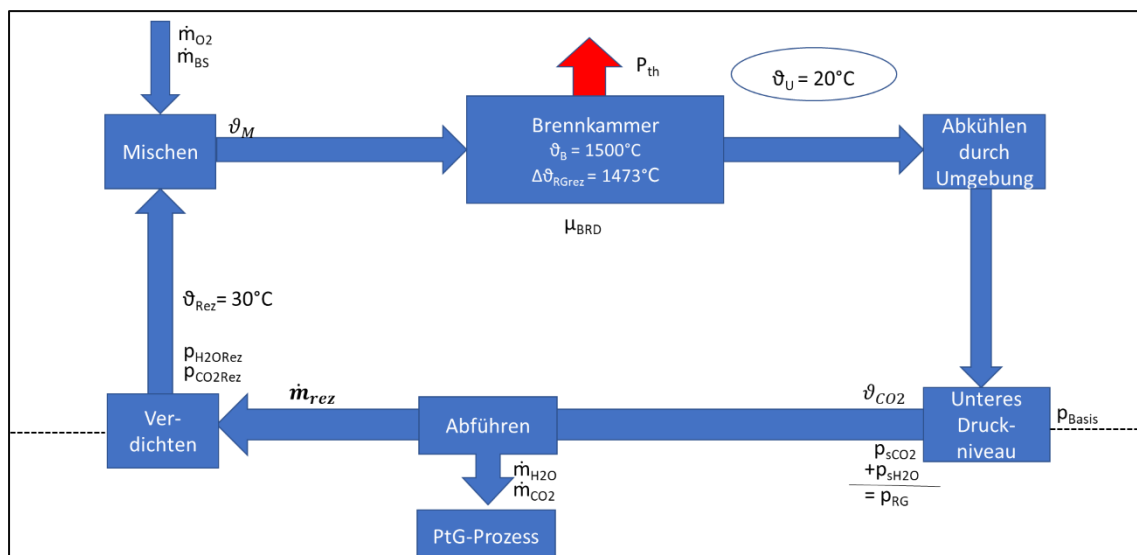 ṁO2
ṁBS
Mischen
ϑM
Pth
Brennkammer
ϑB = 1500°C
ΔϑRGrez = 1473°C
μBRD
ϑU = 20°C
Abkühlen
durch
Umgebung
ϑRez= 30°C
pH2ORez
pCO2Rez
Ver-
dichten
ṁrez
Abführen
ṁH2O
ṁCO2
PtG-Prozess
ϑCO2
psCO2
+psH2O
= pRG
Unteres
Druck-
niveau
pBasis